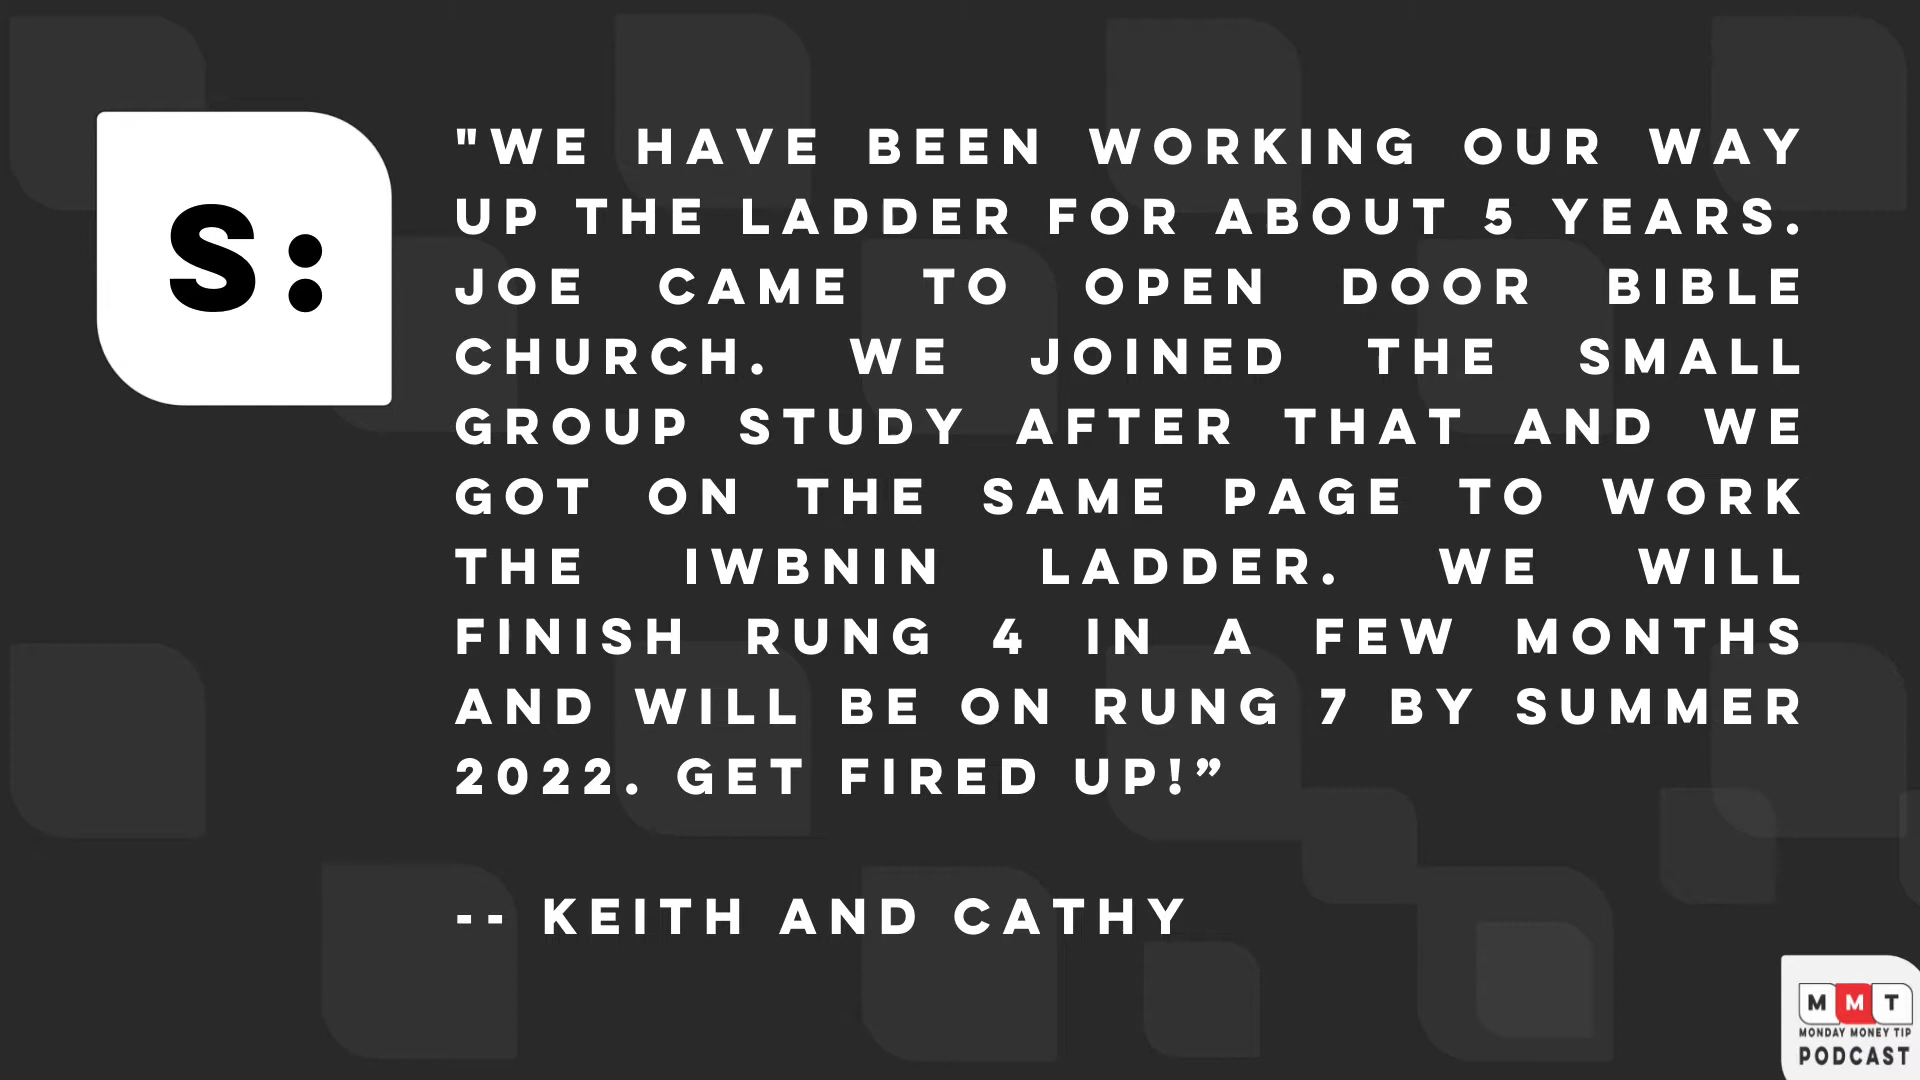 S:
"WE HAVE BEEN WORKING OUR WAY
UP THE LADDER FOR ABOUT 5 YEARS.
JOE CAME TO OPEN DOOR BIBLE
CHURCH. WE JOINED THE SMALL
GROUP STUDY AFTER THAT AND WE
GOT ON THE SAME PAGE TO WORK
THE IWBNIN LADDER. WE WILL
FINISH RUNG 4 IN A FEW MONTHS
AND WILL BE ON RUNG 7 BY SUMMER
2022. GET FIRED UP!”
-- KEITH AND CATHY
MMT
MONDAY MONEY TIP
PODCAST